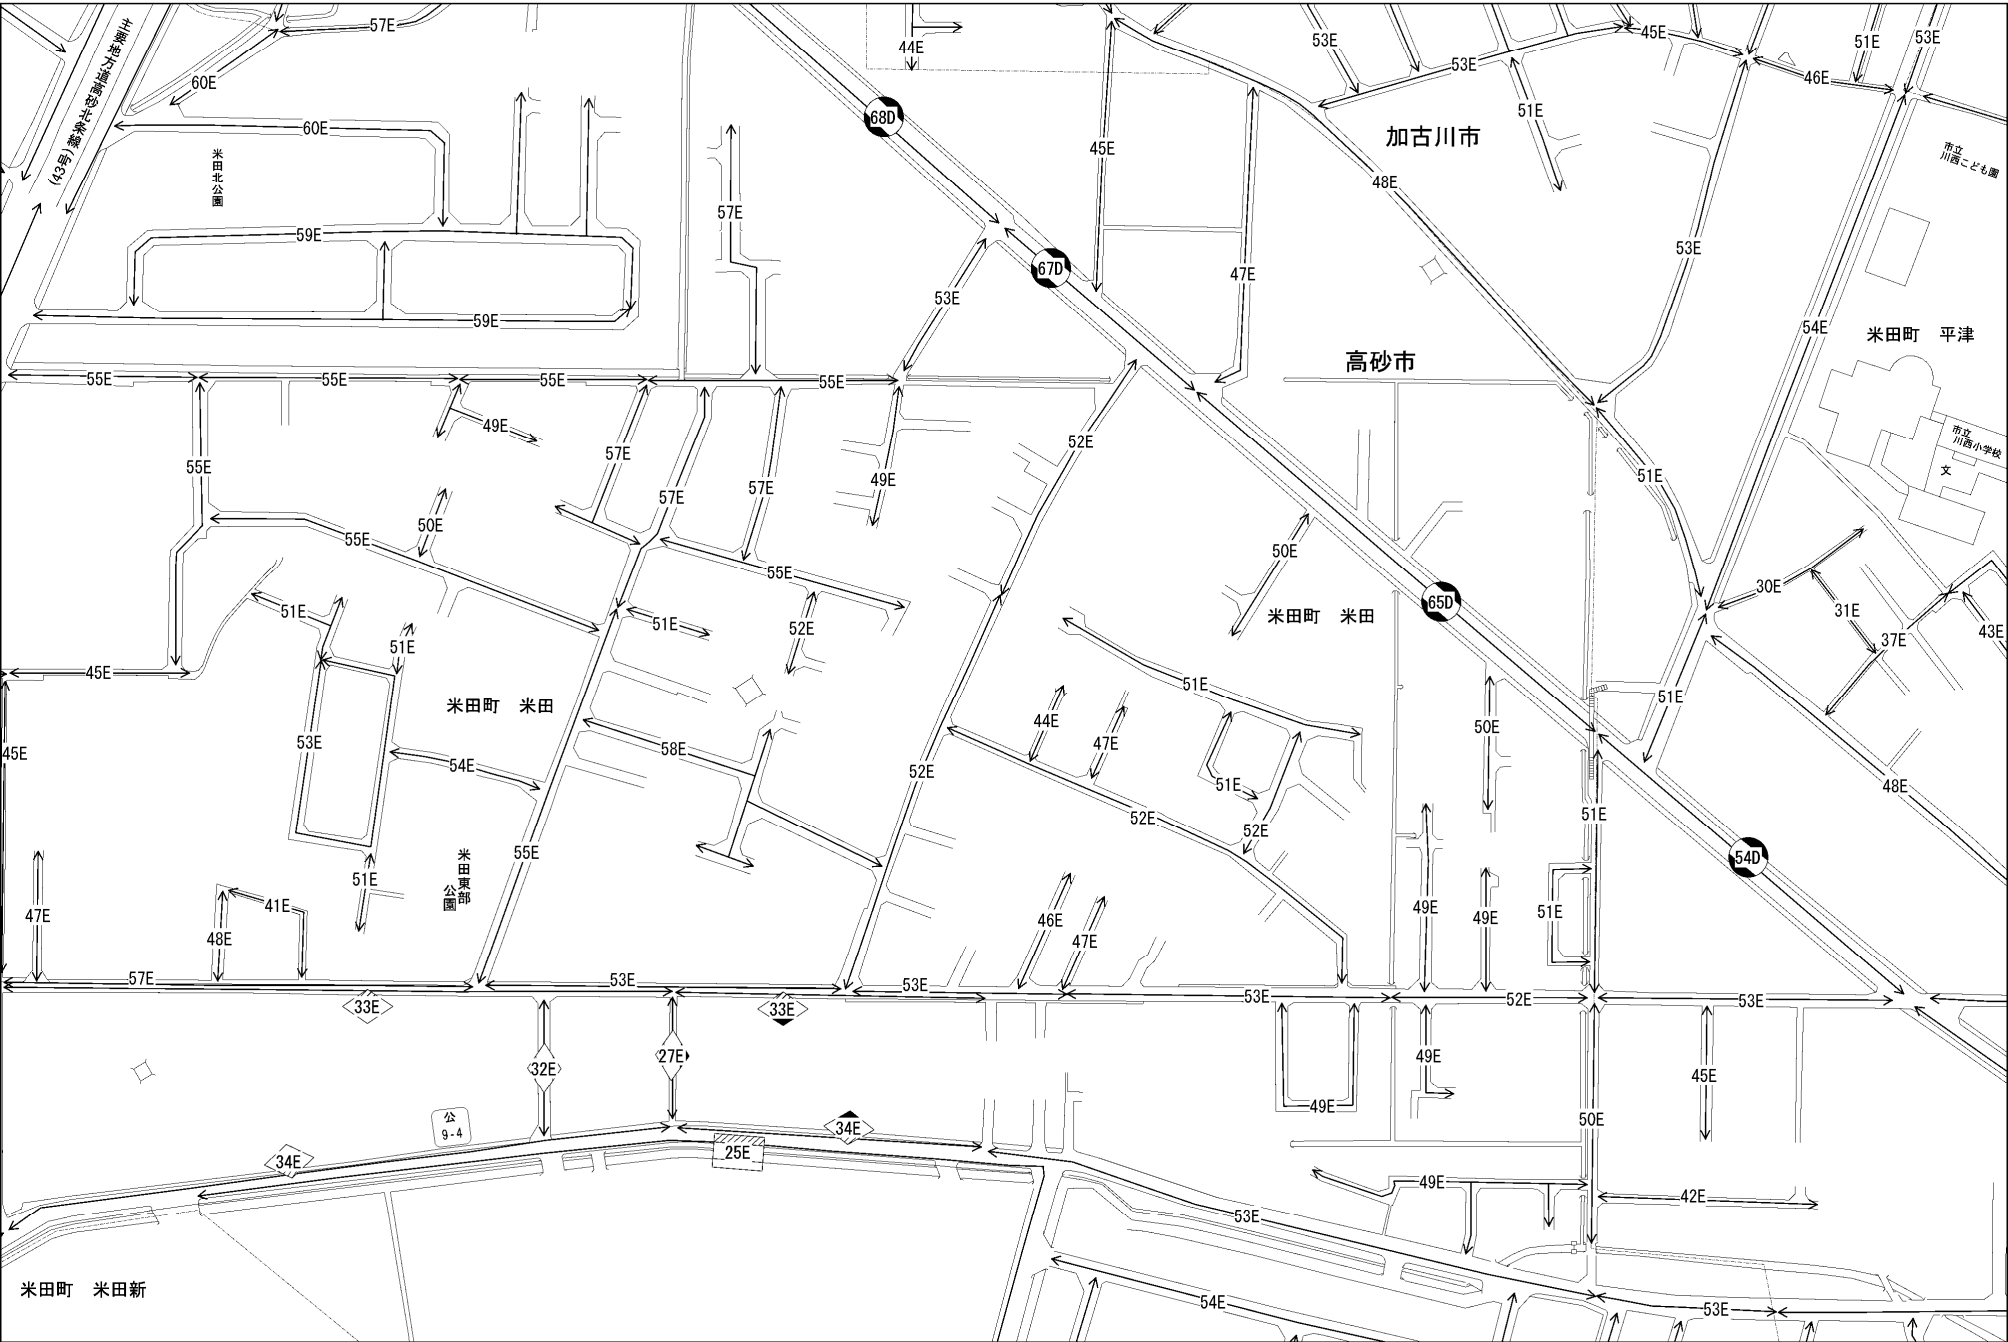 57E
44E
53E
45E
51E
53E
主要地方道高砂北条線
(43号)
60E
53E
46E
51E
68D
60E
加古川市
45E
市立
川西こども園
米田北公園
48E
57E
59E
53E
67D
47E
53E
59E
54E
米田町 平津
高砂市
55E
55E
55E
55E
49E
57E
52E
市立
川西小学校
文
55E
57E
57E
49E
51E
50E
55E
50E
55E
30E
65D
31E
51E
51E
52E
米田町 米田
43E
51E
37E
45E
51E
51E
米田町 米田
44E
50E
53E
47E
58E
45E
54E
52E
48E
51E
51E
52E
52E
55E
54D
米田東部
公園
51E
41E
47E
48E
46E
47E
49E
49E
51E
57E
53E
53E
53E
52E
53E
33E
33E
32E
27E
49E
45E
49E
公
9-4
34E
50E
34E
25E
49E
42E
53E
米田町 米田新
54E
53E